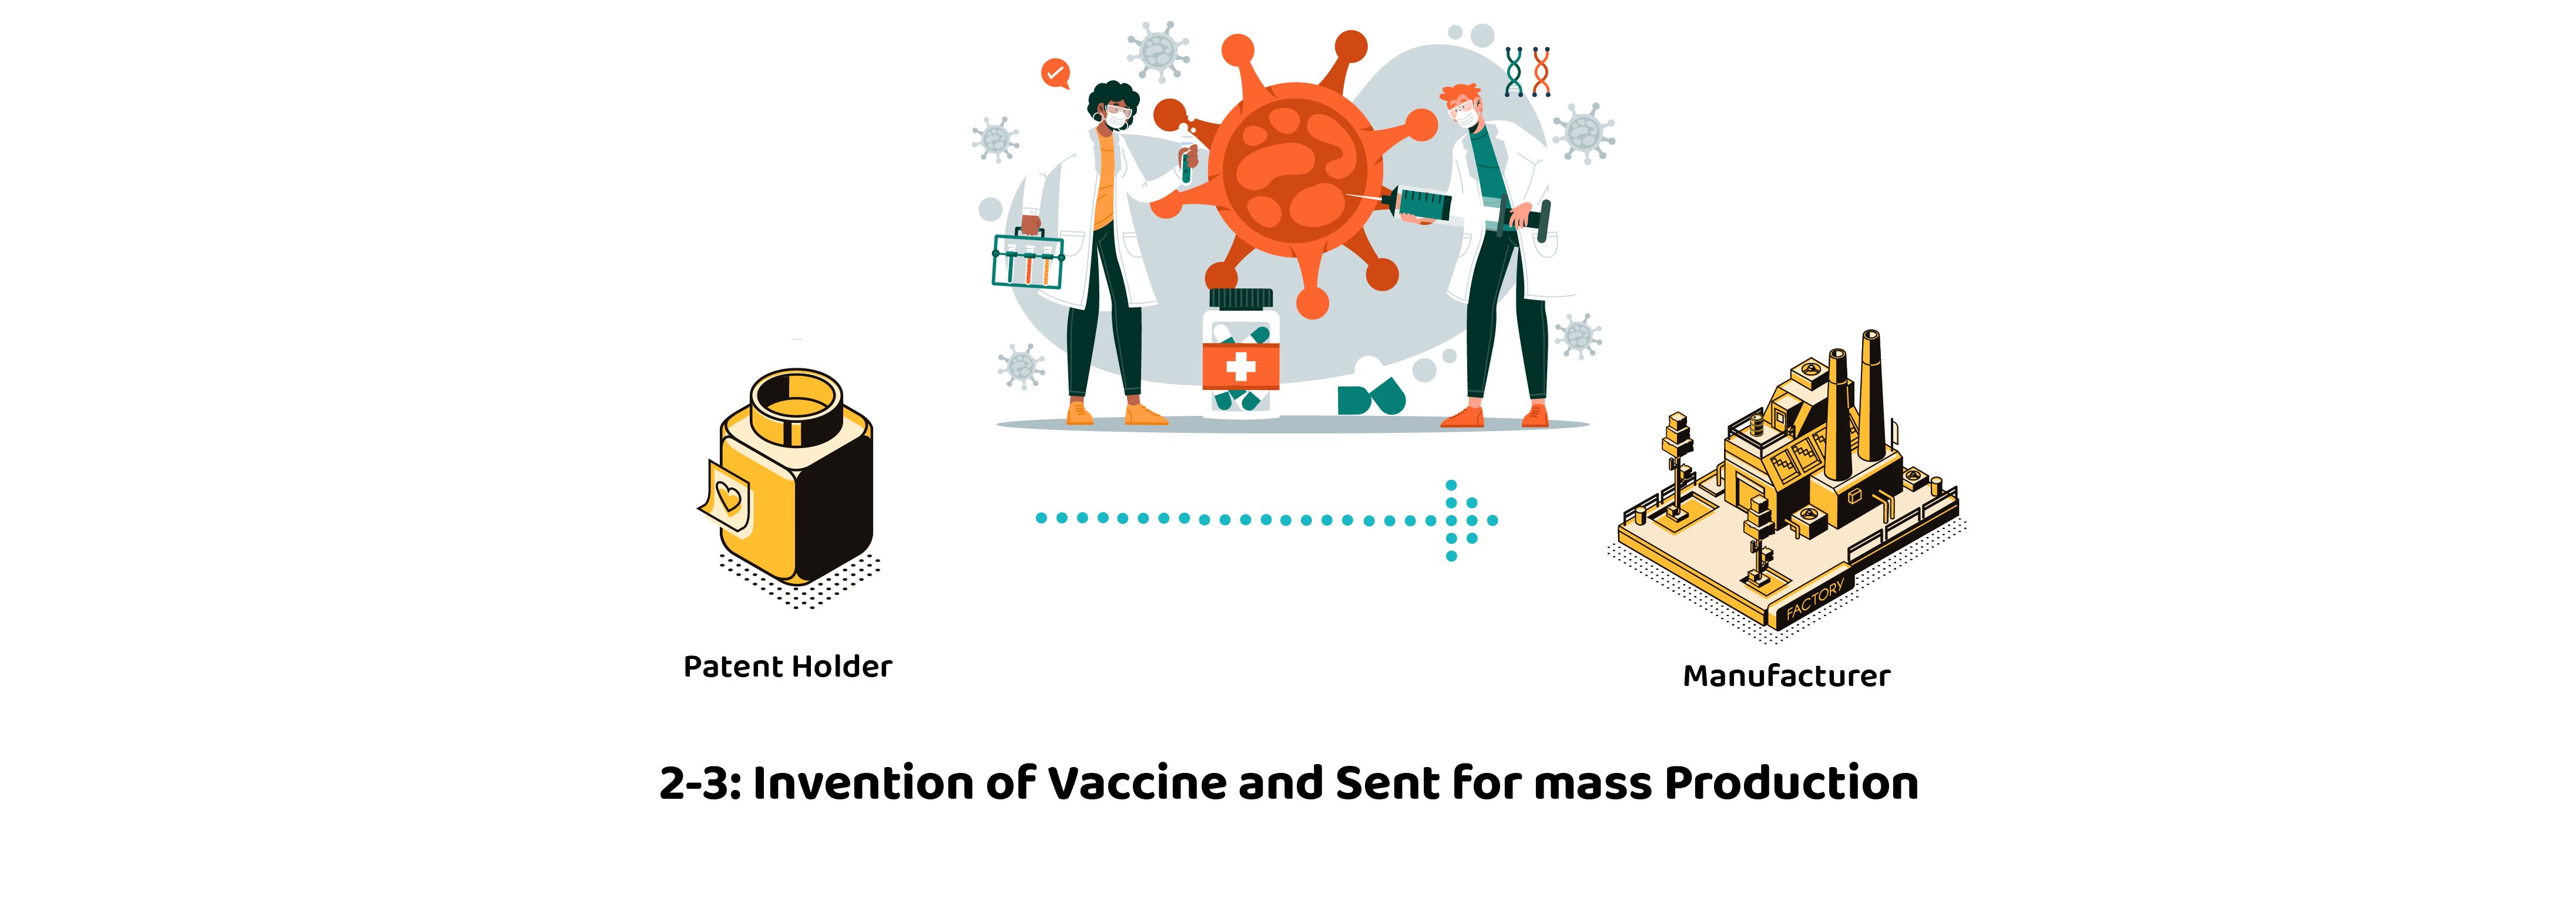 FACTORY
Patent Holder
Manufacturer
2-3: Invention of Vaccine and Sent for mass Production